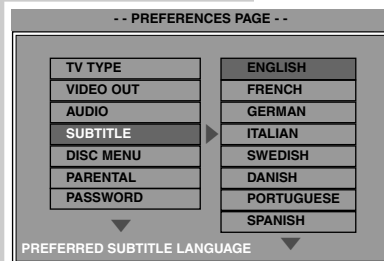 - - PREFERENCES PAGE - -
TV TYPE
VIDEO OUT
AUDIO
SUBTITLE
DISC MENU
PARENTAL
PASSWORD
ENGLISH
FRENCH
GERMAN
ITALIAN
SWEDISH
DANISH
PORTUGUESE
SPANISH
PREFERRED SUBTITLE LANGUAGE